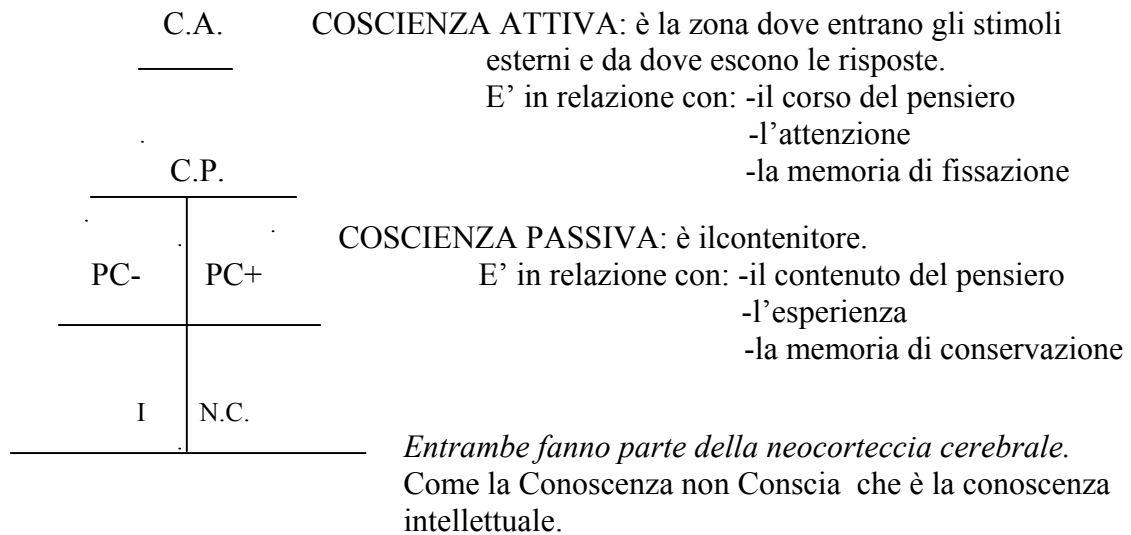 C.A. COSCIENZA ATTIVA: è la zona dove entrano gli stimoli
esterni e da dove escono le risposte.
E’ in relazione con: -il corso del pensiero
-l’attenzione
C.P. -la memoria di fissazione
COSCIENZA PASSIVA: è ilcontenitore.
PC- PC+ E’ in relazione con: -il contenuto del pensiero
-l’esperienza
-la memoria di conservazione
I N.C.
Entrambe fanno parte della neocorteccia cerebrale.
Come la Conoscenza non Conscia che è la conoscenza
intellettuale.